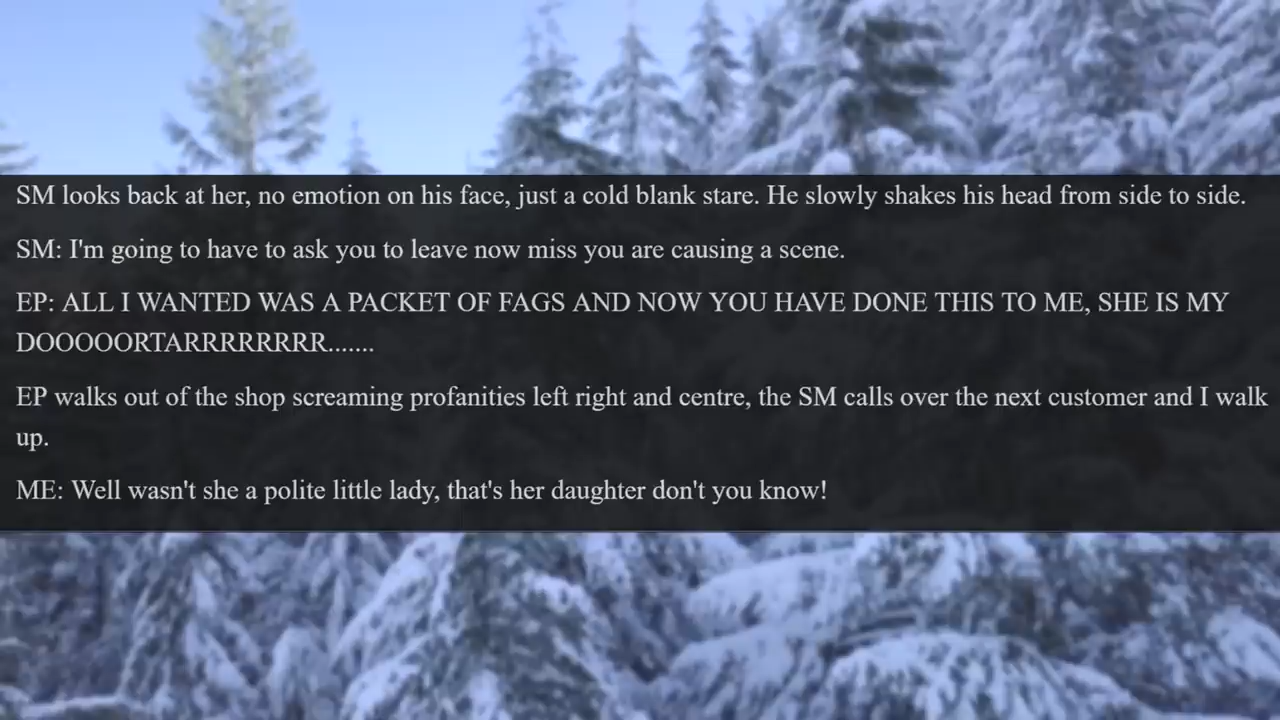 SM looks back at her, no emotion on his face, just a cold blank stare. He slowly shakes his head from side to side.
SM: I'm going to have to ask you to leave now miss you are causing a scene.
EP: ALL I WANTED WAS A PACKET OF FAGS AND NOW YOU HAVE DONE THIS TO ME, SHE IS MY
DOOOOORTARRRRRRRR.......
EP walks out of the shop screaming profanities left right and centre, the SM calls over the next customer and I walk
up.
ME: Well wasn't she a polite little lady, that's her daughter don't you know!